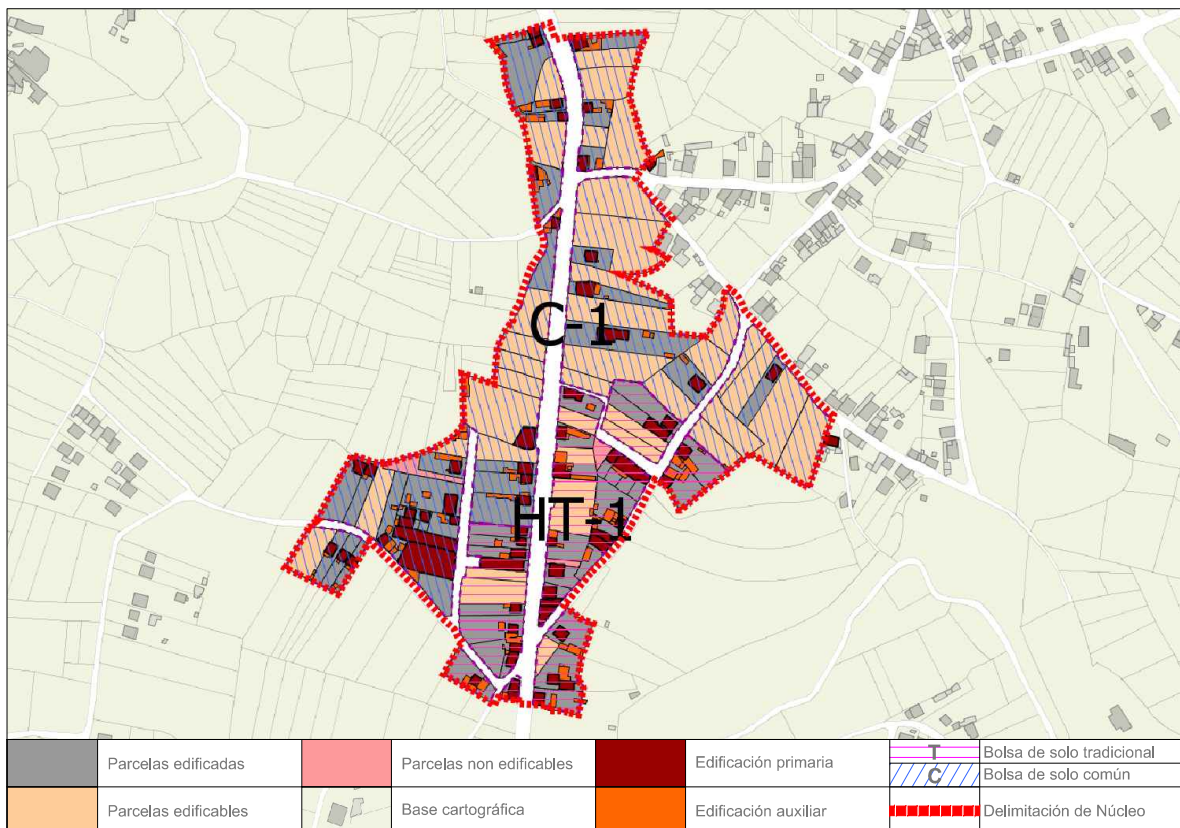 C-1
HT-1
Parcelas edificadas
Parcelas non edificables
Edificación primaria
T
Bolsa de solo tradicional
C
Bolsa de solo común
Parcelas edificables
Base cartográfica
Edificación auxiliar
Delimitación de Núcleo